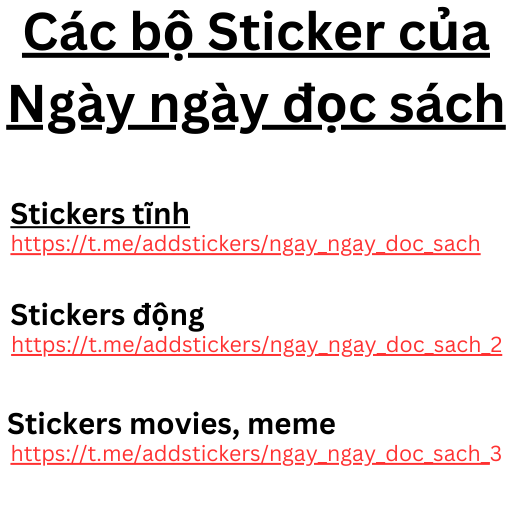 Các bộ Sticker của
Ngày ngày đọc sách
Stickers tĩnh
https://t.me/addstickers/ngay_ngay_doc_sach
Stickers động
https://t.me/addstickers/ngay_ngay_doc_sach_2
Stickers movies, meme
https://t.me/addstickers/ngay_ngay_doc_sach_3